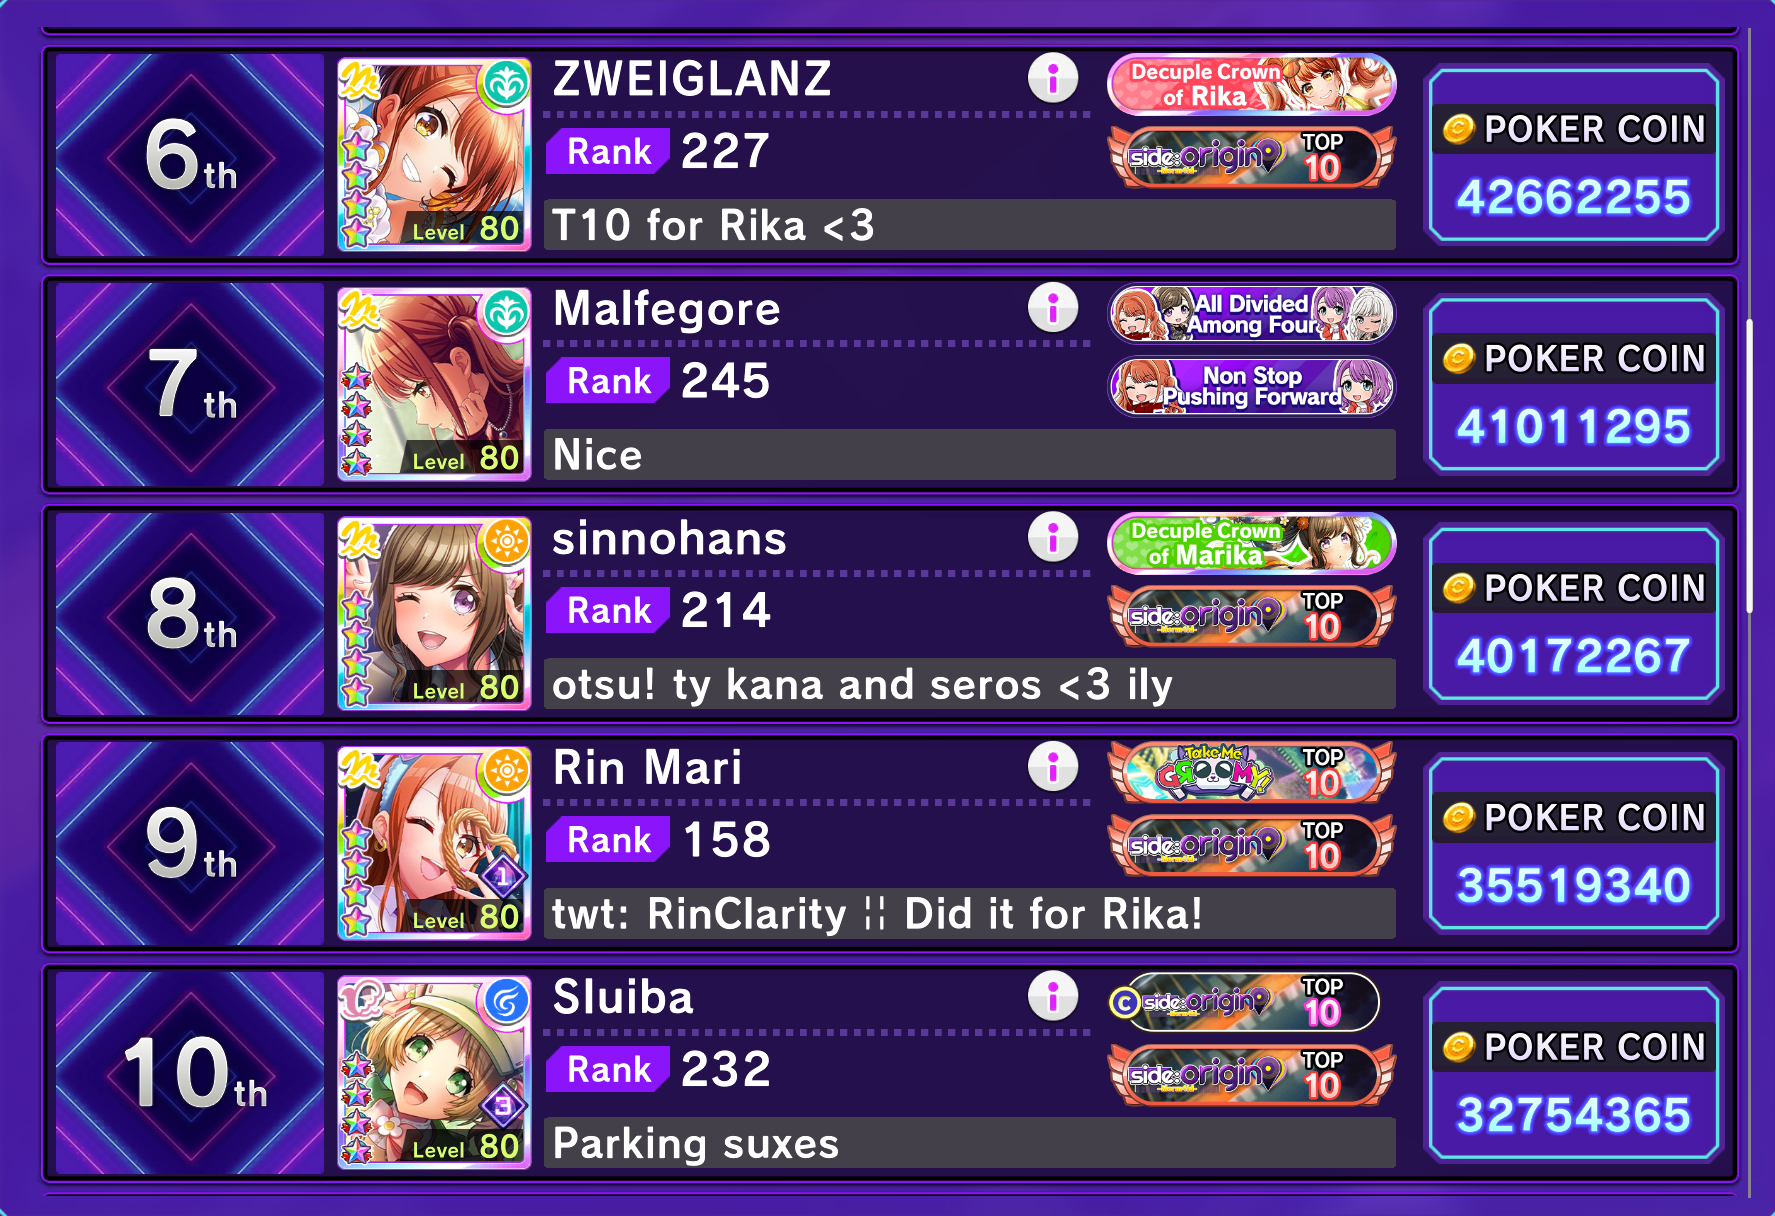 6th
Level 80
ZWEIGLANZ
Rank 227
T10 for Rika <3
Decuple Crown
of Rika
side:origin
TOP
10
POKER COIN
42662255
7th
Level 80
Malfegore
Rank 245
Nice
All Divided
Among Four
Non Stop
Pushing Forward
POKER COIN
41011295
8th
Level 80
sinnohans
Rank 214
otsu! ty kana and seros <3 ily
Decuple Crown
of Marika
side:origin
TOP
10
POKER COIN
40172267
9th
1
Level 80
Rin Mari
Rank 158
twt: RinClarity ¦¦ Did it for Rika!
Take Me
GROOMY!
TOP
10
side:origin
TOP
10
POKER COIN
35519340
10th
3
Level 80
Sluiba
Rank 232
Parking suxes
C side:origin
TOP
10
side:origin
TOP
10
POKER COIN
32754365